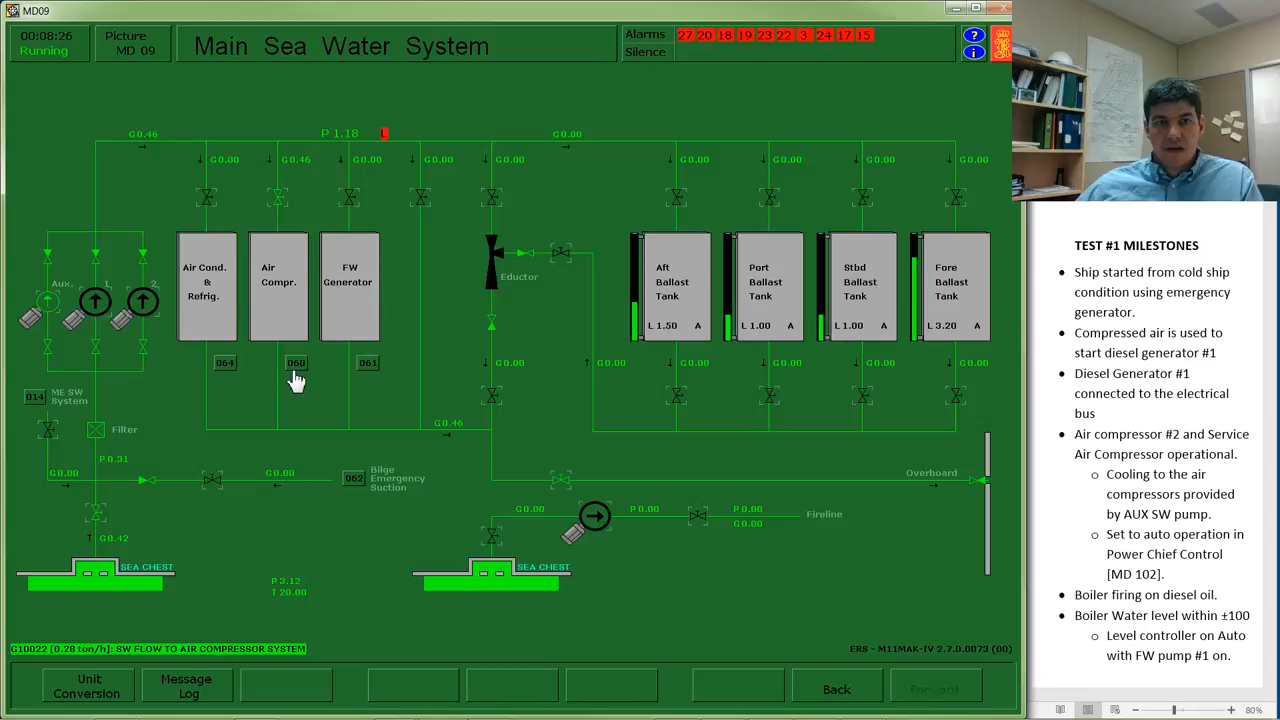 MD09
00:08:26
Running
Picture
MD 09
Main Sea Water System
Alarms
27 20 18 19 23 22 3 24 17 15
Silence
?
i
G0.46
P 1.18
L
G0.00
G0.00
G0.46
G0.00
G0.00
G0.00
G0.00
G0.00
G0.00
G0.00
Aux.
1
2
Air Cond.
&
Refrig.
Air
Compr.
FW
Generator
Eductor
Aft
Ballast
Tank
L 1.50 A
Port
Ballast
Tank
L 1.00 A
Stbd
Ballast
Tank
L 1.00 A
Fore
Ballast
Tank
L 3.20 A
064
060
061
G0.00
G0.00
G0.00
G0.00
G0.00
G0.00
014
ME SW
System
Filter
G0.46
P0.31
G0.00
G0.00
062
Bilge
Emergency
Suction
Overboard
G0.00
P 0.00
P0.00
G0.00
Fireline
G0.42
SEA CHEST
SEA CHEST
P3.12
T 20.00
G10022 [0.28 ton/h]: SW FLOW TO AIR COMPRESSOR SYSTEM
ERS - M11MAK-IV 2.7.0.0073 (00)
Unit
Conversion
Message
Log
Back
Forward
TEST #1 MILESTONES
• Ship started from cold ship
condition using emergency
generator.
• Compressed air is used to
start diesel generator #1
• Diesel Generator #1
connected to the electrical
bus
• Air compressor #2 and Service
Air Compressor operational.
o Cooling to the air
compressors provided
by AUX SW pump.
o Set to auto operation in
Power Chief Control
[MD 102].
• Boiler firing on diesel oil.
• Boiler Water level within ±100
o Level controller on Auto
with FW pump #1 on.
80%